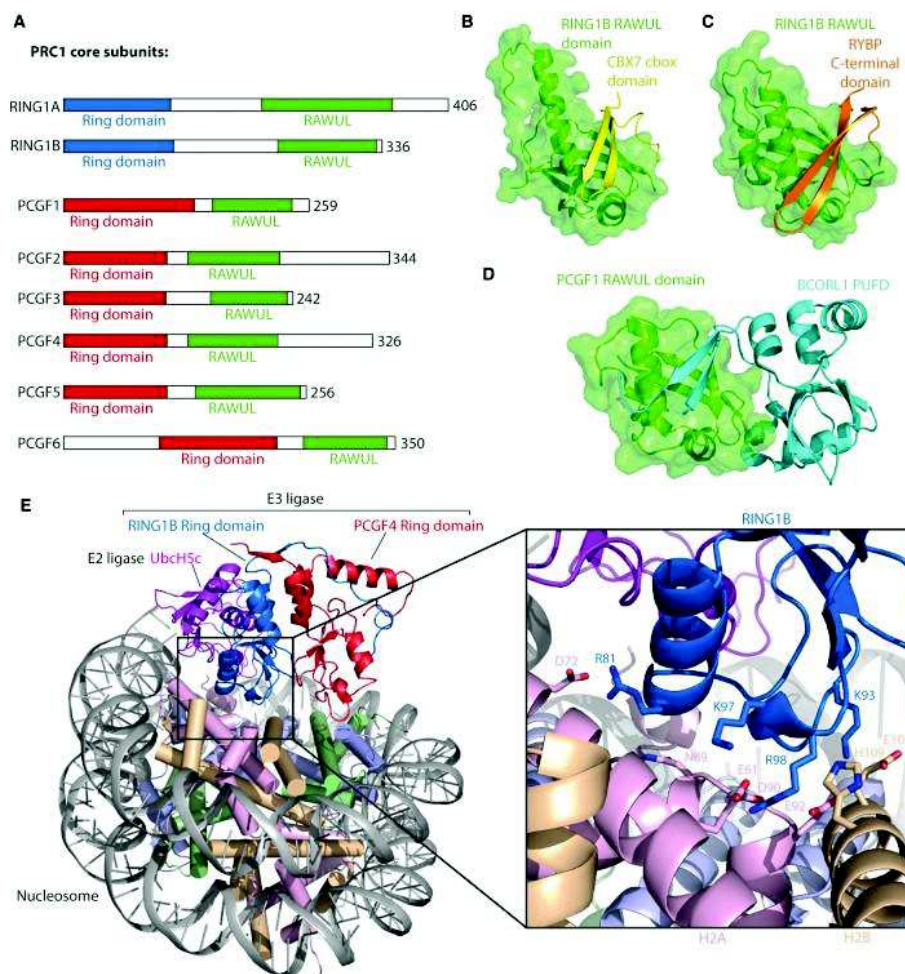 A
PRC1 core subunits:
RING1A
406
Ring domain
RAWUL
RING1B
336
Ring domain
RAWUL
PCGF1
259
Ring domain
RAWUL
PCGF2
344
Ring domain
RAWUL
PCGF3
242
Ring domain
RAWUL
PCGF4
326
Ring domain
RAWUL
PCGF5
256
Ring domain
RAWUL
PCGF6
350
Ring domain
RAWUL
B
RING1B RAWUL
domain
CBX7 cbox
domain
C
RING1B RAWUL
RYBP
C-terminal
domain
D
PCGF1 RAWUL domain
BCORL1 PUFD
E
E3 ligase
RING1B Ring domain
PCGF4 Ring domain
E2 ligase UbcH5c
Nucleosome
RING1B
D72
R81
K97
K93
R98
H109
N89
E61
D90
E92
H2A
H2B